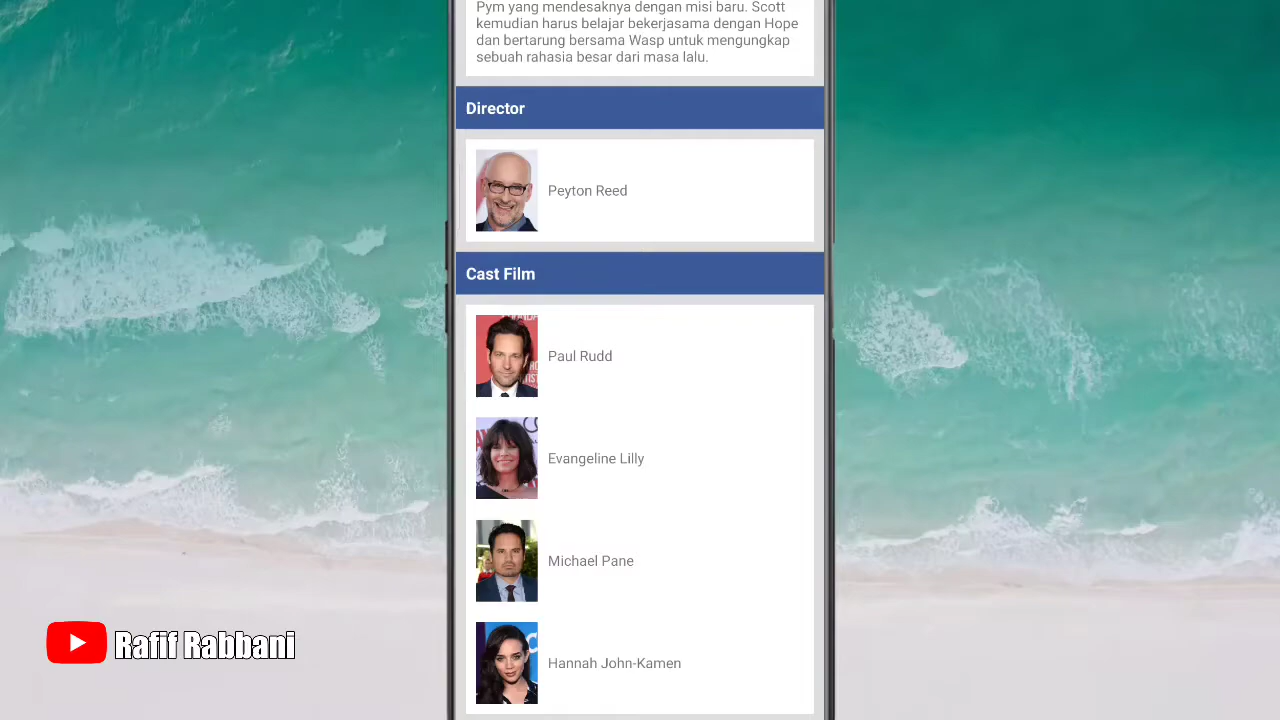 Pym yang mendesaknya dengan misi baru. Scott
kemudian harus belajar bekerjasama dengan Hope
dan bertarung bersama Wasp untuk mengungkap
sebuah rahasia besar dari masa lalu.
Director
Peyton Reed
Cast Film
Paul Rudd
Evangeline Lilly
Michael Pane
Hannah John-Kamen
Rafif Rabbani